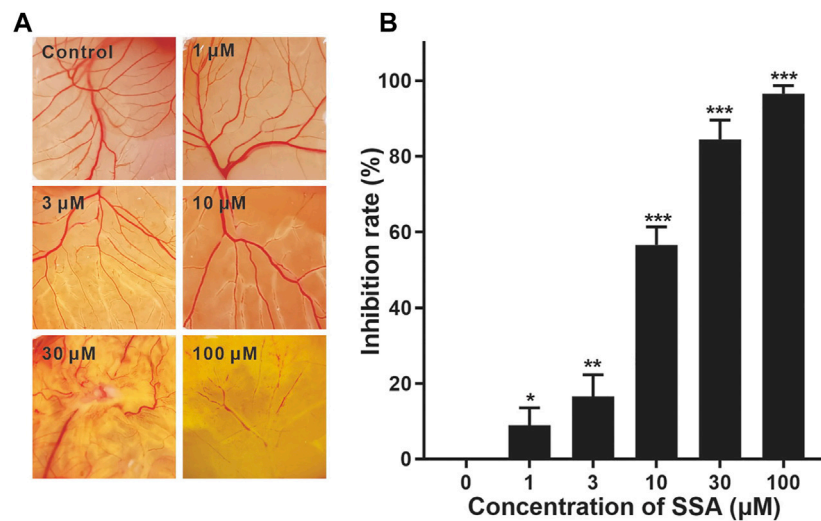 A
Control
1 µM
3 µM
10 µM
30 µM
100 µM
B
Inhibition rate (%)
100
80
60
40
20
0
*
**
***
***
***
0 1 3 10 30 100
Concentration of SSA (µM)